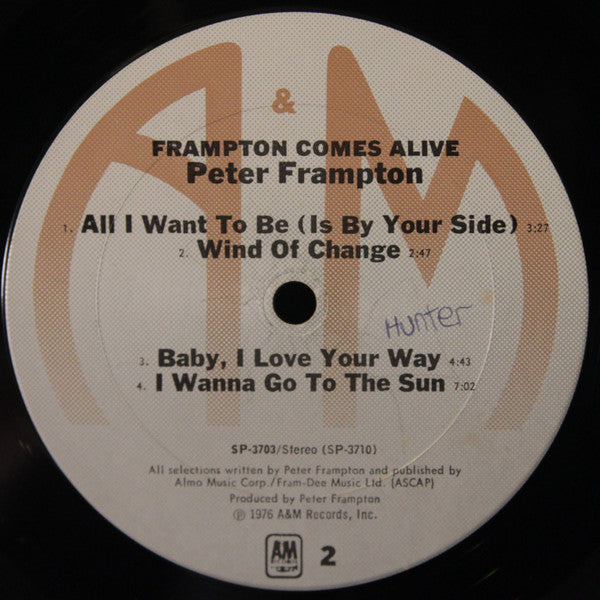 A & M
FRAMPTON COMES ALIVE
Peter Frampton
1. All I Want To Be (Is By Your Side) 3:27
2. Wind Of Change 2:47
Hunter
3. Baby, I Love Your Way 4:43
4. I Wanna Go To The Sun 7:02
SP-3703/Stereo (SP-3710)
All selections written by Peter Frampton and published by
Almo Music Corp./Fram-Dee Music Ltd. (ASCAP)
Produced by Peter Frampton
℗ 1976 A&M Records, Inc.
AM RECORDS 2